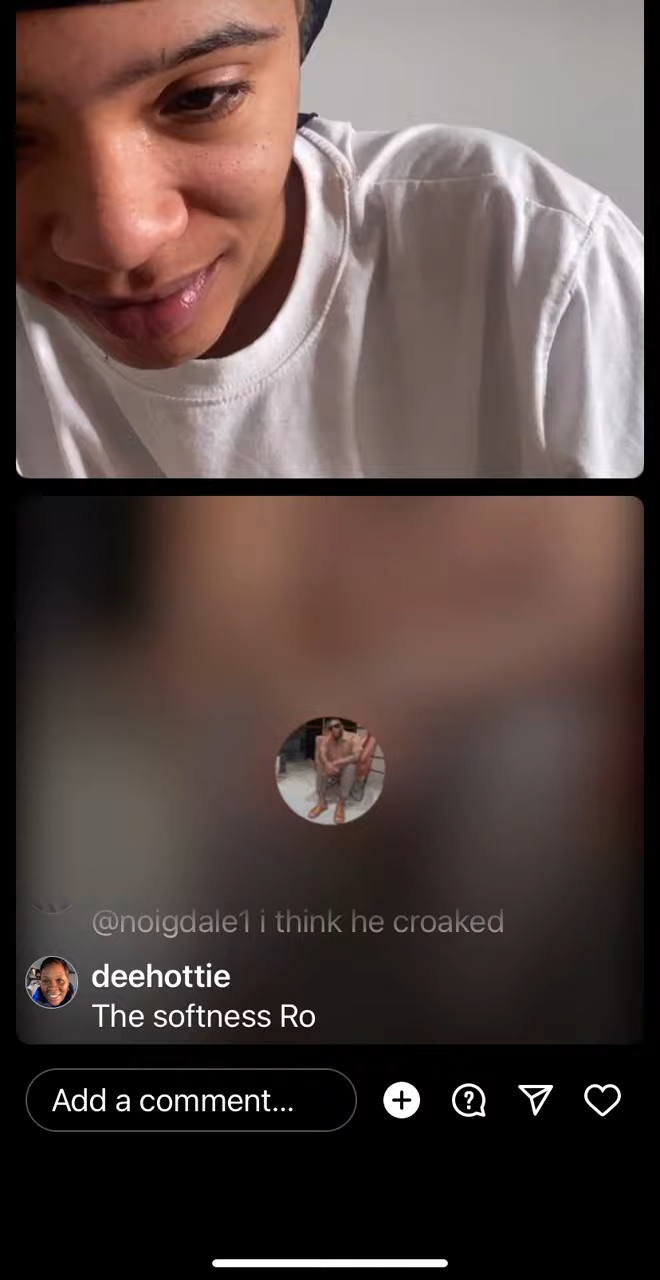 @noigdale1 i think he croaked
deehottie
The softness Ro
Add a comment...